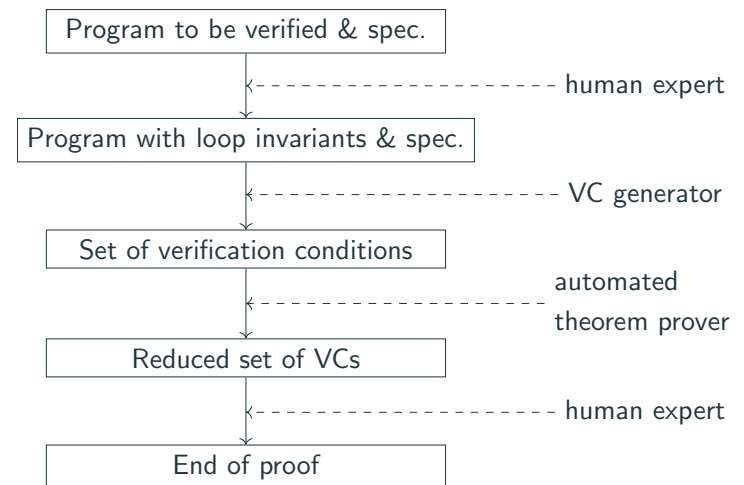 Program to be verified & spec.
human expert
Program with loop invariants & spec.
VC generator
Set of verification conditions
automated
theorem prover
Reduced set of VCs
human expert
End of proof